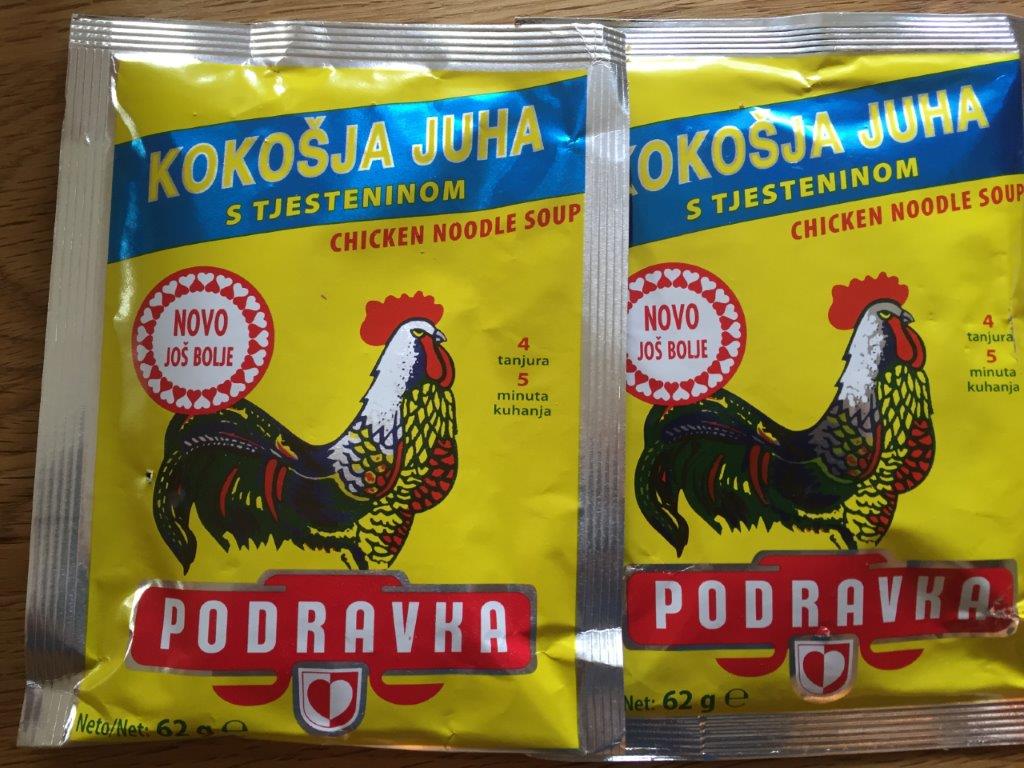 KOKOŠJA JUHA
S TJESTENINOM
CHICKEN NOODLE SOUP
NOVO
JOŠ BOLJE
4
tanjura
5
minuta
kuhanja
PODRAVKA
Neto/Net: 62 g e
OKOŠJA JUHA
S TJESTENINOM
CHICKEN NOODLE SOUP
NOVO
JOŠ BOLJE
4
tanjura
5
minuta
kuhanja
PODRAVKA
Net: 62 g e